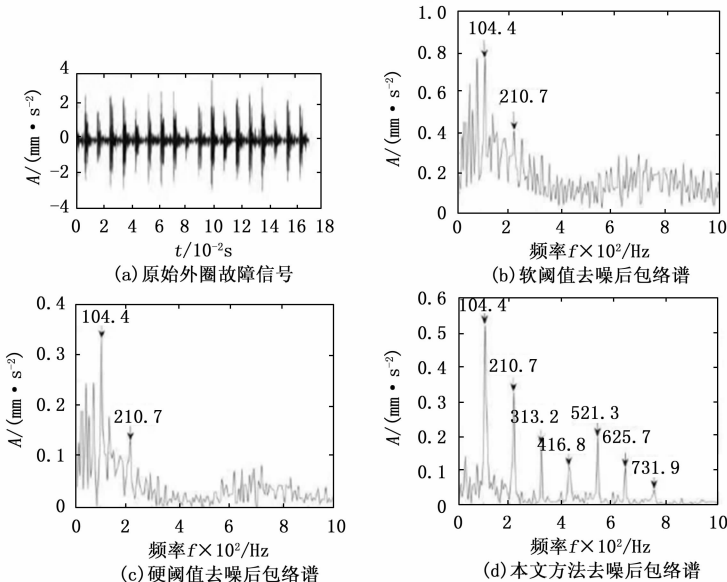 4
2
0
−2
−4
A/(mm·s⁻²)
0 2 4 6 8 10 12 14 16 18
t/10⁻²s
(a)原始外圈故障信号
1.0
0.8
0.6
0.4
0.2
0
A/(mm·s⁻²)
104.4
210.7
0 2 4 6 8 10
频率f×10²/Hz
(b)软阈值去噪后包络谱
0.4
0.3
0.2
0.1
0
A/(mm·s⁻²)
104.4
210.7
0 2 4 6 8 10
频率f×10²/Hz
(c)硬阈值去噪后包络谱
0.6
0.5
0.4
0.3
0.2
0.1
0
A/(mm·s⁻²)
104.4
210.7
313.2
416.8
521.3
625.7
731.9
0 2 4 6 8 10
频率f×10²/Hz
(d)本文方法去噪后包络谱